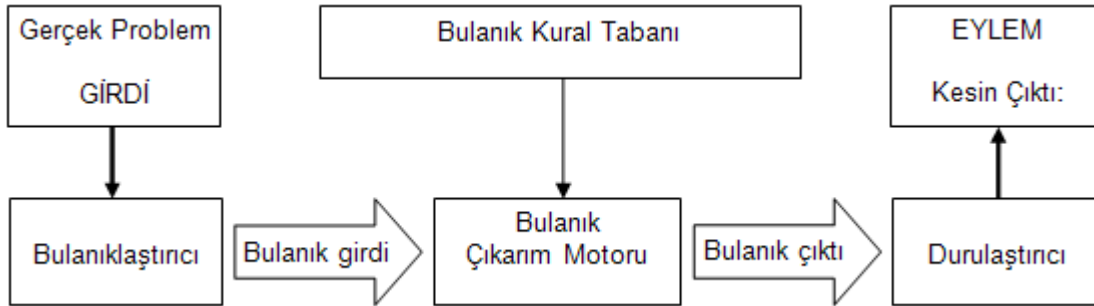 Gerçek Problem
GİRDİ
Bulanık Kural Tabanı
EYLEM
Kesin Çıktı:
Bulanıklaştırıcı
Bulanık girdi
Bulanık
Çıkarım Motoru
Bulanık çıktı
Durulaştırıcı